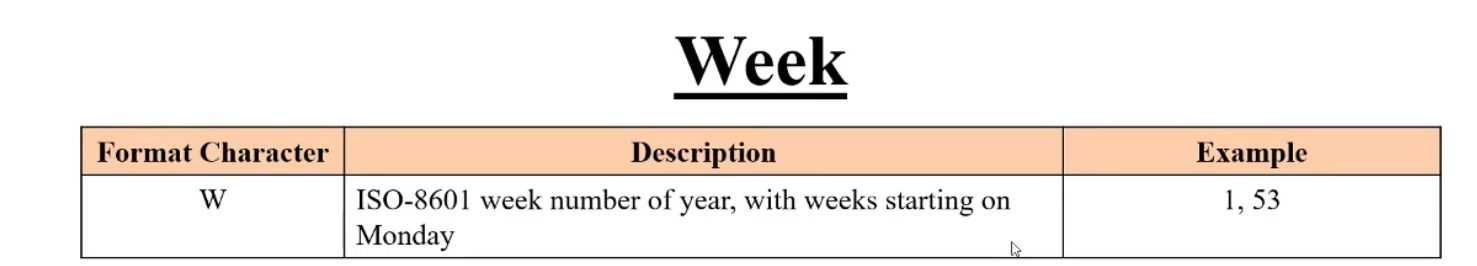 Week
Format Character Description Example
W ISO-8601 week number of year, with weeks starting on 1, 53
Monday